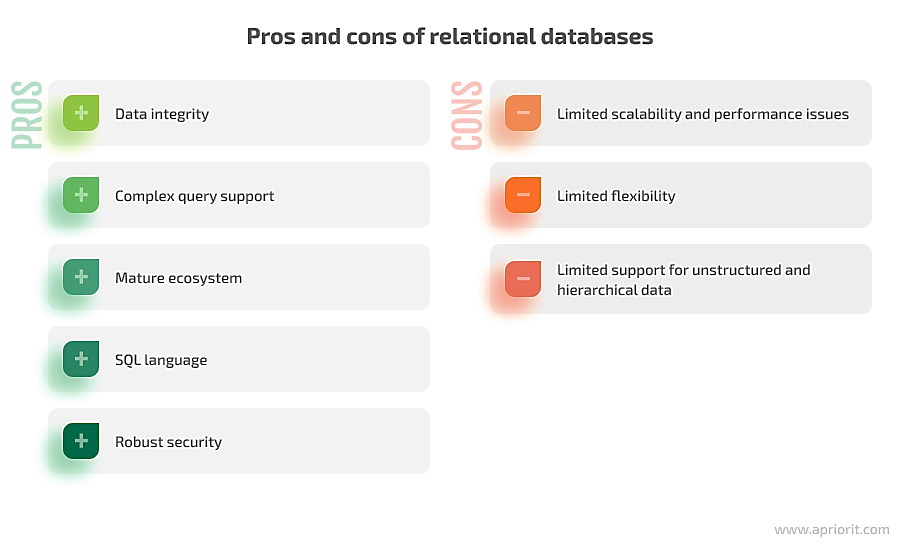 Pros and cons of relational databases
PROS
Data integrity
Complex query support
Mature ecosystem
SQL language
Robust security
CONS
Limited scalability and performance issues
Limited flexibility
Limited support for unstructured and
hierarchical data
www.apriorit.com